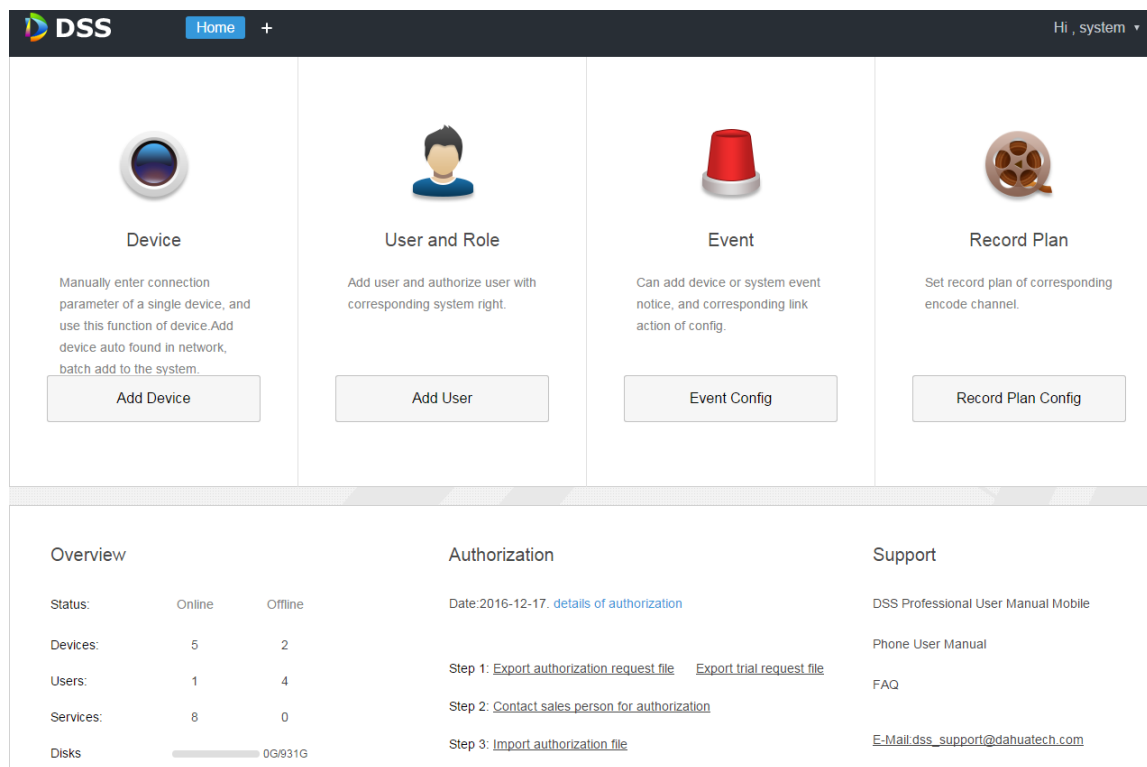 DSS Home + Hi , system
Device
Manually enter connection
parameter of a single device, and
use this function of device.Add
device auto found in network,
batch add to the system.
Add Device
User and Role
Add user and authorize user with
corresponding system right.
Add User
Event
Can add device or system event
notice, and corresponding link
action of config.
Event Config
Record Plan
Set record plan of corresponding
encode channel.
Record Plan Config
Overview
Status: Online Offline
Devices: 5 2
Users: 1 4
Services: 8 0
Disks 0G/931G
Authorization
Date:2016-12-17. details of authorization
Step 1: Export authorization request file Export trial request file
Step 2: Contact sales person for authorization
Step 3: Import authorization file
Support
DSS Professional User Manual Mobile
Phone User Manual
FAQ
E-Mail:dss_support@dahuatech.com